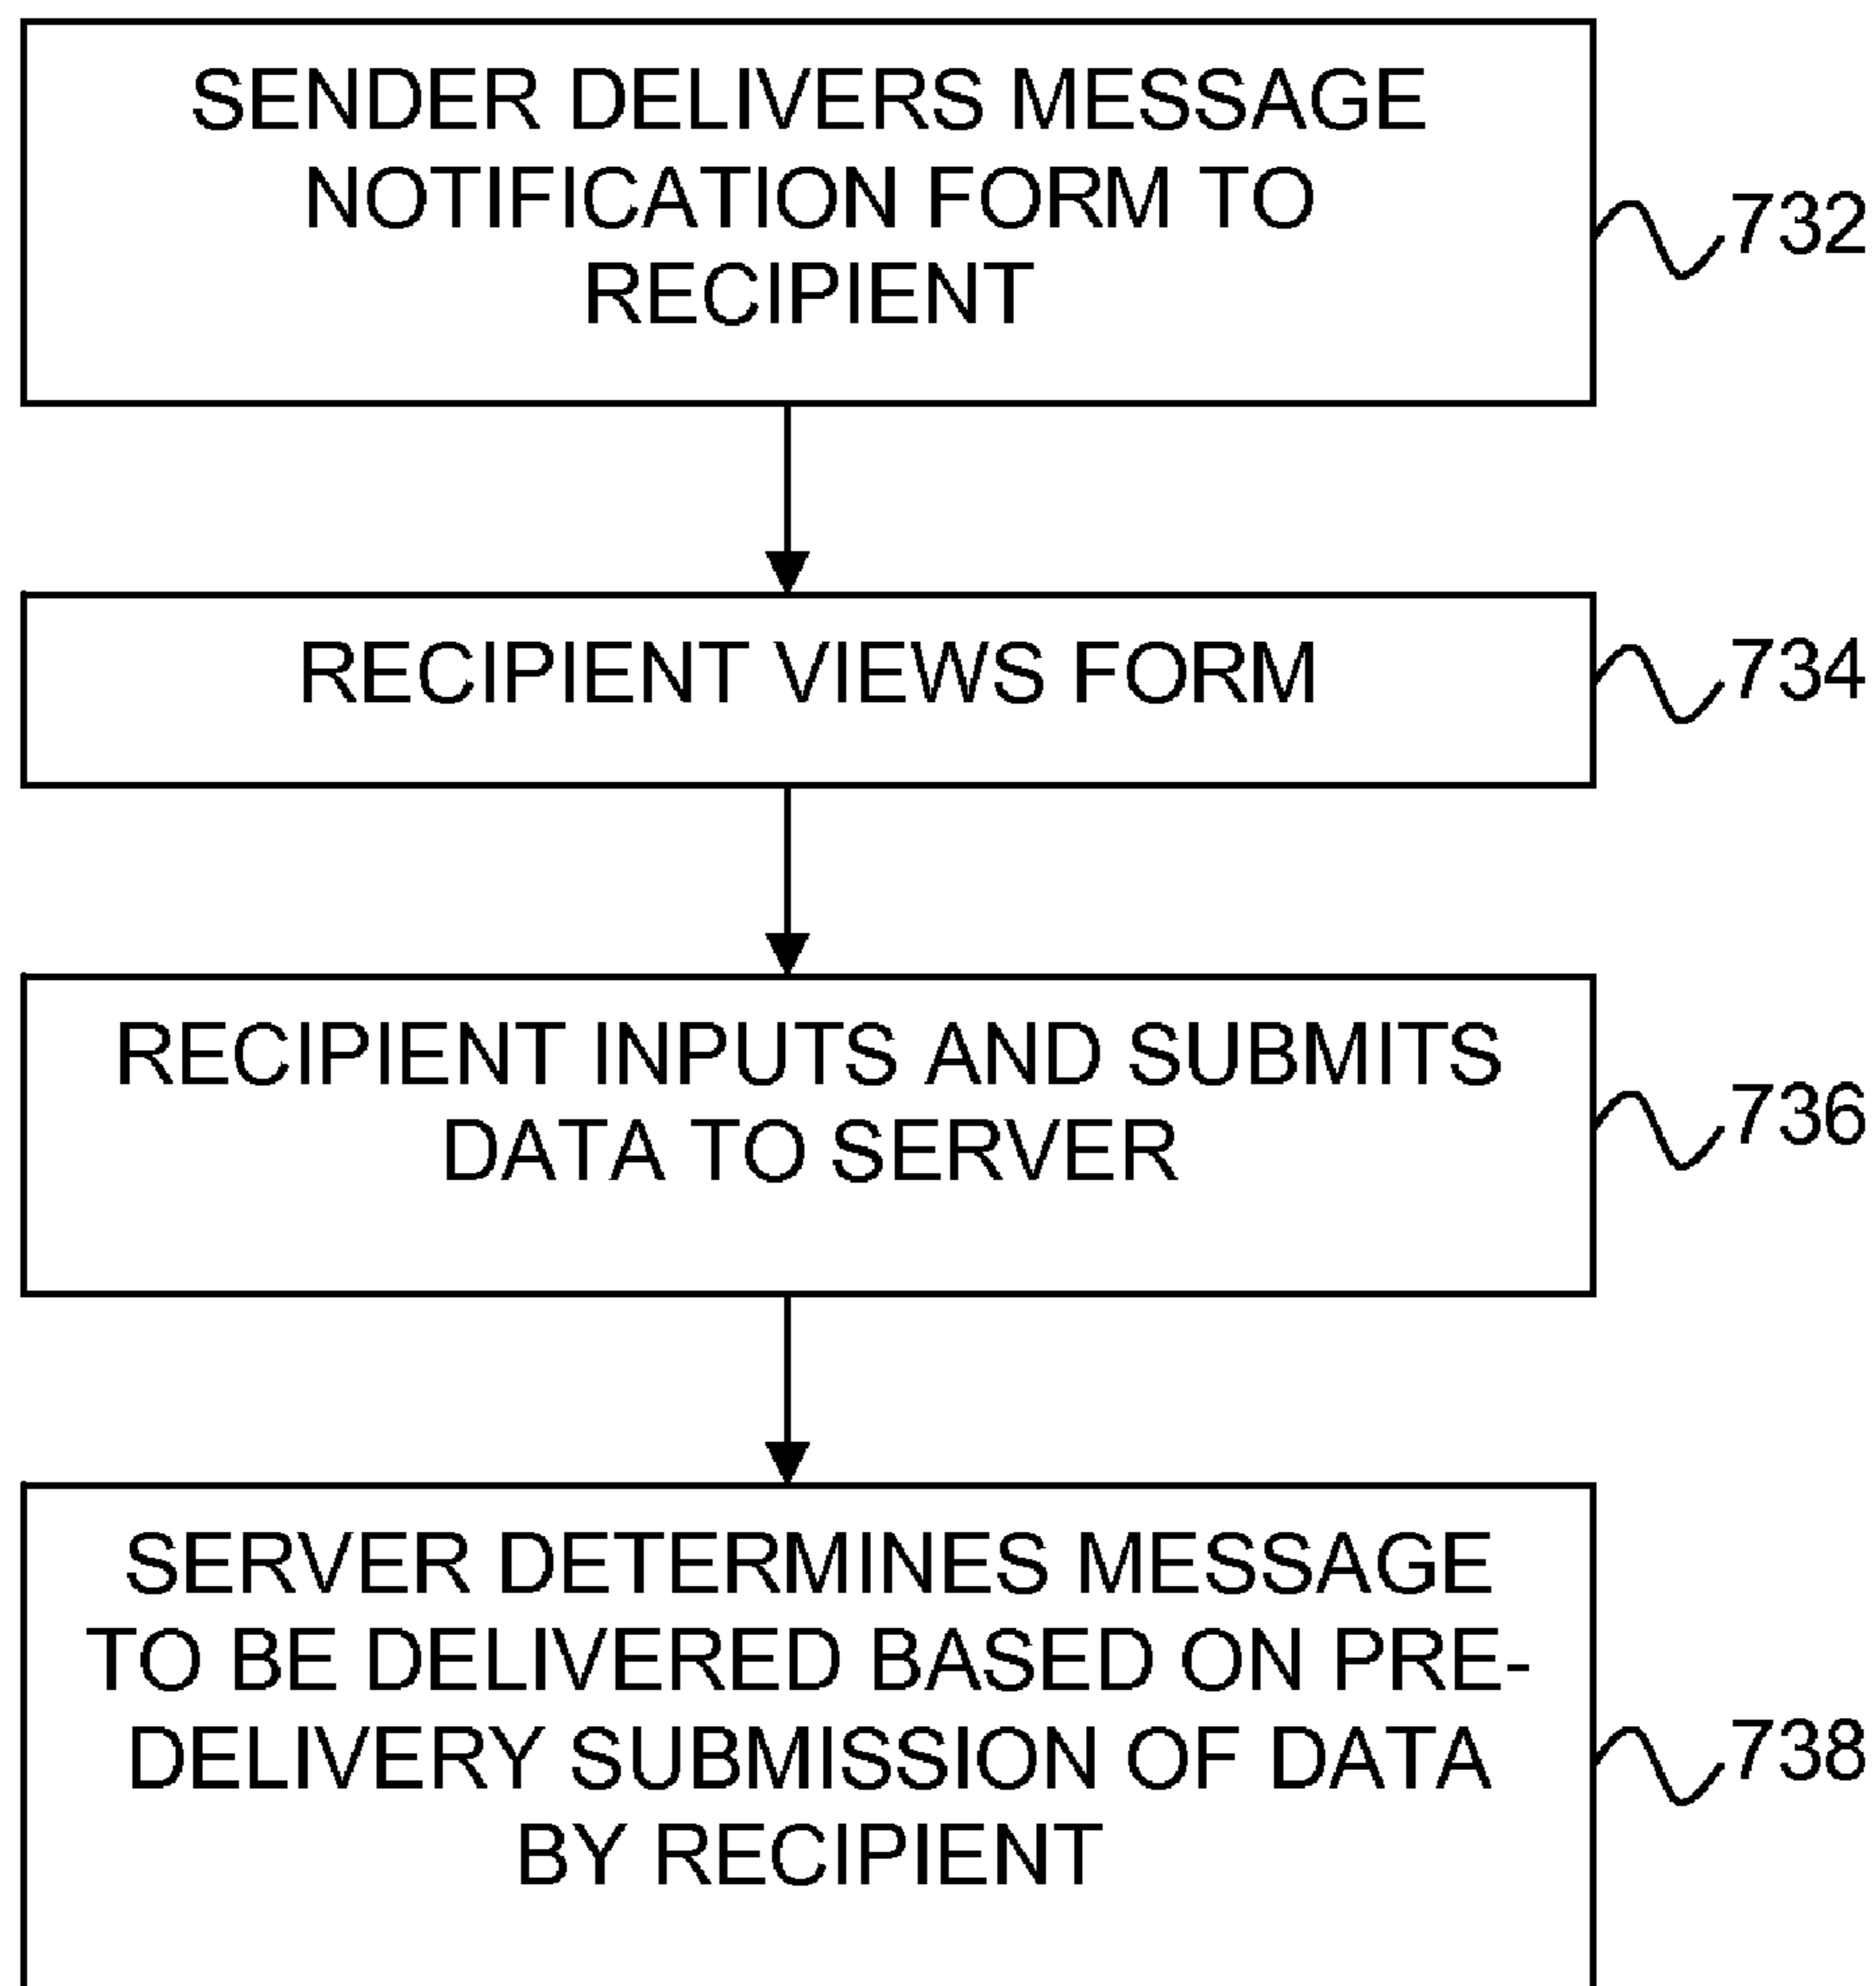 SENDER DELIVERS MESSAGE
NOTIFICATION FORM TO
RECIPIENT
732
RECIPIENT VIEWS FORM
734
RECIPIENT INPUTS AND SUBMITS
DATA TO SERVER
736
SERVER DETERMINES MESSAGE
TO BE DELIVERED BASED ON PRE-
DELIVERY SUBMISSION OF DATA
BY RECIPIENT
738